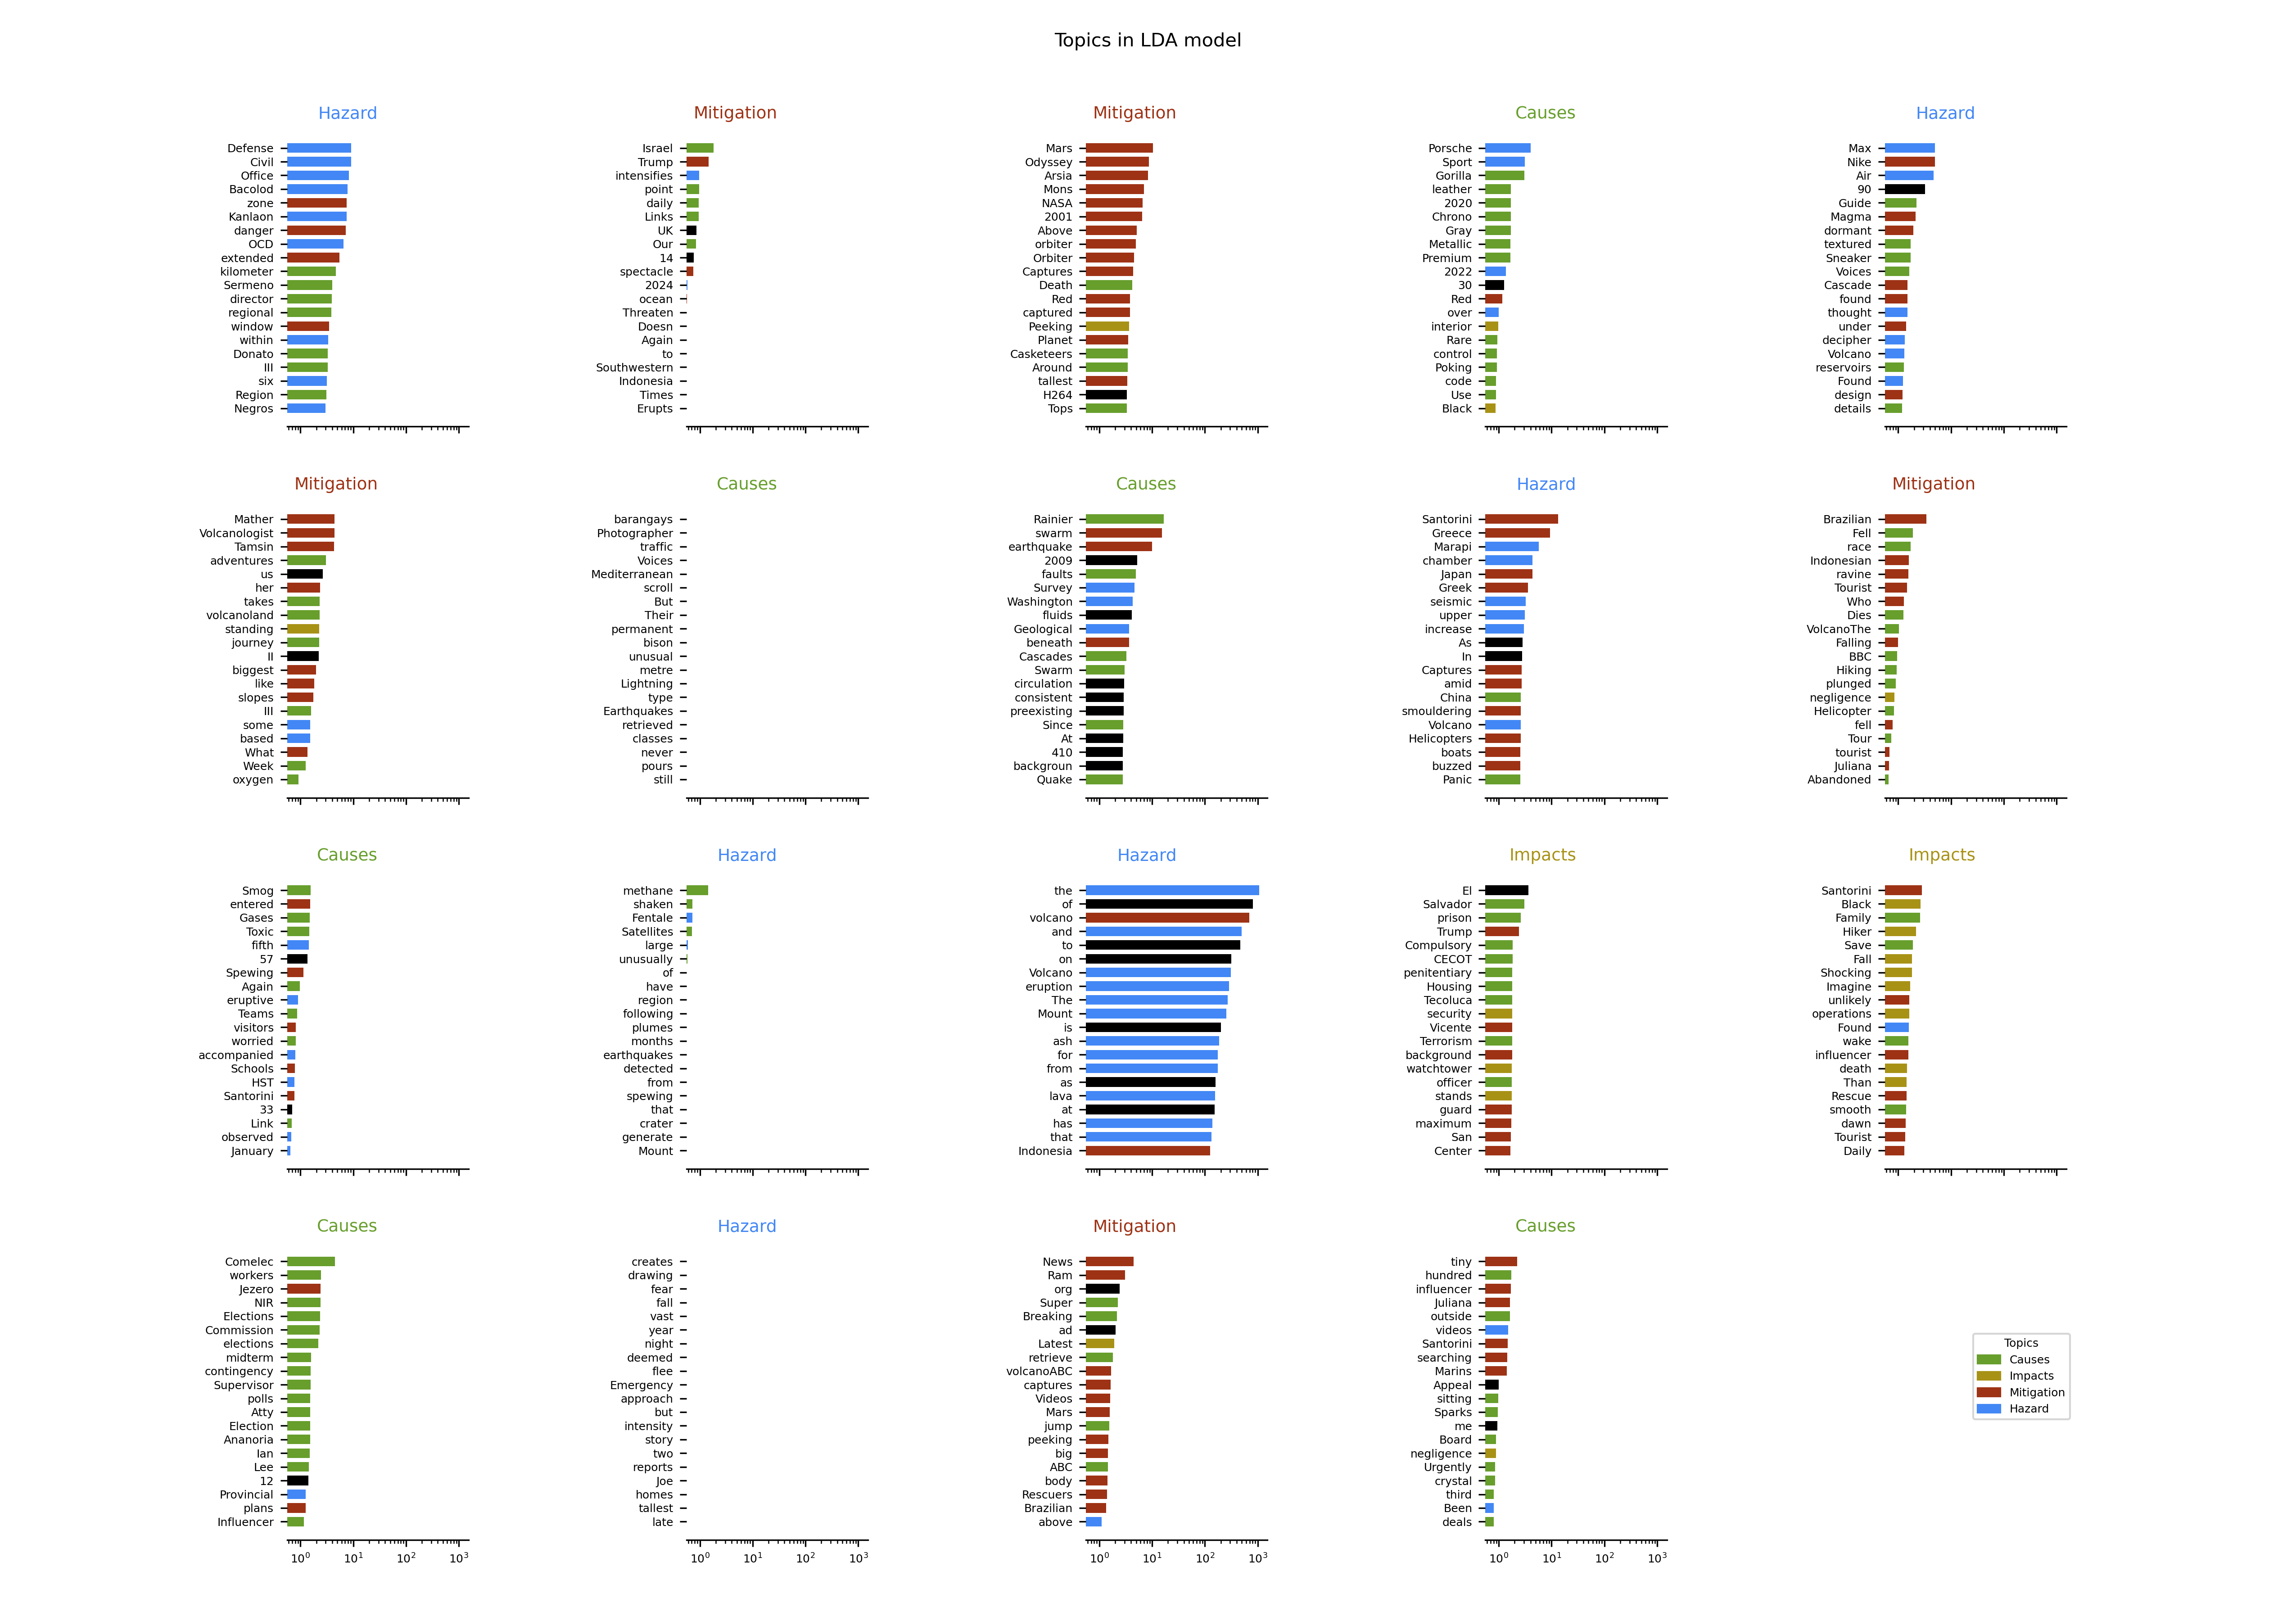 Topics in LDA model
Hazard
Defense
Civil
Office
Bacolod
zone
Kanlaon
danger
OCD
extended
kilometer
Sermeno
director
regional
window
within
Donato
III
six
Region
Negros
Mitigation
Israel
Trump
intensifies
point
daily
Links
UK
Our
14
spectacle
2024
ocean
Threaten
Doesn
Again
to
Southwestern
Indonesia
Times
Erupts
Mitigation
Mars
Odyssey
Arsia
Mons
NASA
2001
Above
orbiter
Orbiter
Captures
Death
Red
captured
Peeking
Planet
Casketeers
Around
tallest
H264
Tops
Causes
Porsche
Sport
Gorilla
leather
2020
Chrono
Gray
Metallic
Premium
2022
30
Red
over
interior
Rare
control
Poking
code
Use
Black
Hazard
Max
Nike
Air
90
Guide
Magma
dormant
textured
Sneaker
Voices
Cascade
found
thought
under
decipher
Volcano
reservoirs
Found
design
details
Mitigation
Mather
Volcanologist
Tamsin
adventures
us
her
takes
volcanoland
standing
journey
II
biggest
like
slopes
III
some
based
What
Week
oxygen
Causes
barangays
Photographer
traffic
Voices
Mediterranean
scroll
But
Their
permanent
bison
unusual
metre
Lightning
type
Earthquakes
retrieved
classes
never
pours
still
Causes
Rainier
swarm
earthquake
2009
faults
Survey
Washington
fluids
Geological
beneath
Cascades
Swarm
circulation
consistent
preexisting
Since
At
410
backgroun
Quake
Hazard
Santorini
Greece
Marapi
chamber
Japan
Greek
seismic
upper
increase
As
In
Captures
amid
China
smouldering
Volcano
Helicopters
boats
buzzed
Panic
Mitigation
Brazilian
Fell
race
Indonesian
ravine
Tourist
Who
Dies
VolcanoThe
Falling
BBC
Hiking
plunged
negligence
Helicopter
fell
Tour
tourist
Juliana
Abandoned
Causes
Smog
entered
Gases
Toxic
fifth
57
Spewing
Again
eruptive
Teams
visitors
worried
accompanied
Schools
HST
Santorini
33
Link
observed
January
Hazard
methane
shaken
Fentale
Satellites
large
unusually
of
have
region
following
plumes
months
earthquakes
detected
from
spewing
that
crater
generate
Mount
Hazard
the
of
volcano
and
to
on
Volcano
eruption
The
Mount
is
ash
for
from
as
lava
at
has
that
Indonesia
Impacts
El
Salvador
prison
Trump
Compulsory
CECOT
penitentiary
Housing
Tecoluca
security
Vicente
Terrorism
background
watchtower
officer
stands
guard
maximum
San
Center
Impacts
Santorini
Black
Family
Hiker
Save
Fall
Shocking
Imagine
unlikely
operations
Found
wake
influencer
death
Than
Rescue
smooth
dawn
Tourist
Daily
Causes
Comelec
workers
Jezero
NIR
Elections
Commission
elections
midterm
contingency
Supervisor
polls
Atty
Election
Ananoria
Ian
Lee
12
Provincial
plans
Influencer
10⁰ 10¹ 10² 10³
Hazard
creates
drawing
fear
fall
vast
year
night
deemed
flee
Emergency
approach
but
intensity
story
two
reports
Joe
homes
tallest
late
10⁰ 10¹ 10² 10³
Mitigation
News
Ram
org
Super
Breaking
ad
Latest
retrieve
volcanoABC
captures
Videos
Mars
jump
peeking
big
ABC
body
Rescuers
Brazilian
above
10⁰ 10¹ 10² 10³
Causes
tiny
hundred
influencer
Juliana
outside
videos
Santorini
searching
Marins
Appeal
sitting
Sparks
me
Board
negligence
Urgently
crystal
third
Been
deals
10⁰ 10¹ 10² 10³
Topics
Causes
Impacts
Mitigation
Hazard